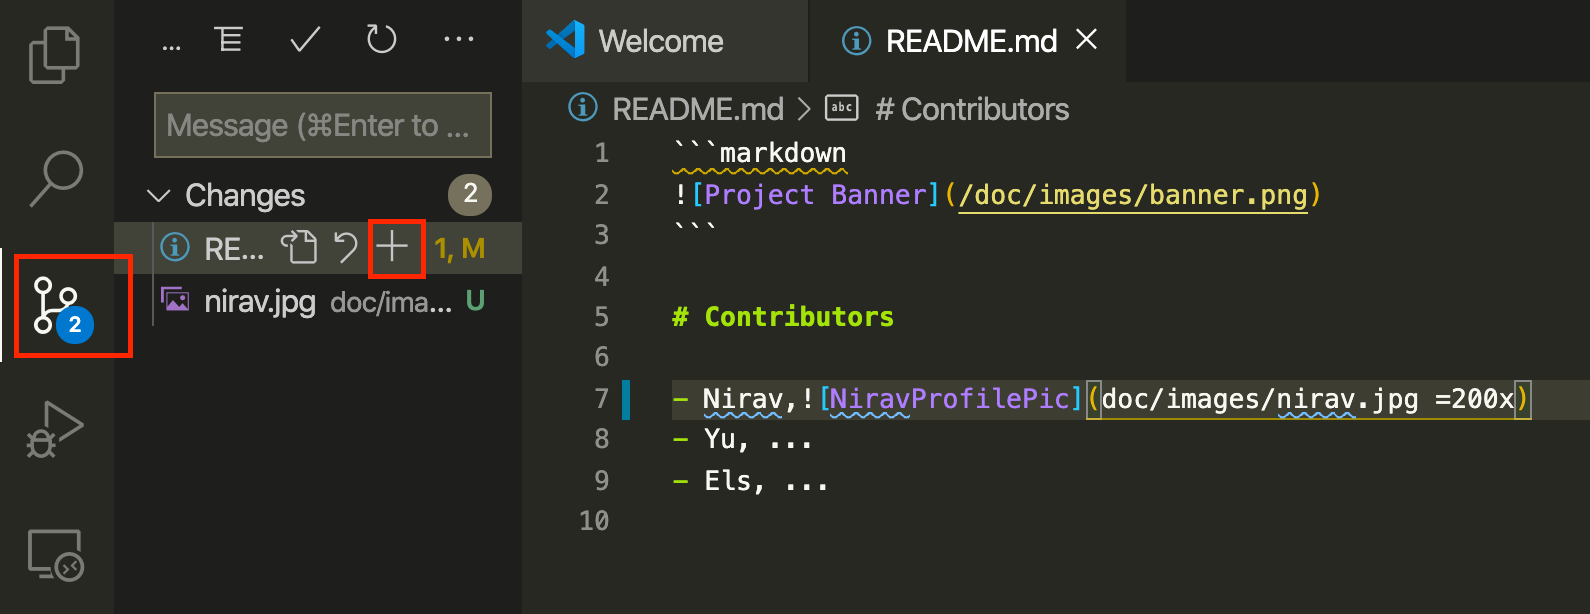 ...
Message (⌘Enter to ...
Changes 2
RE... 1, M
nirav.jpg doc/ima... U
2
Welcome
README.md
README.md > abc # Contributors
1 ```markdown
2 ![Project Banner](/doc/images/banner.png)
3 ```
4
5 # Contributors
6
7 - Nirav,![NiravProfilePic](doc/images/nirav.jpg =200x)
8 - Yu, ...
9 - Els, ...
10